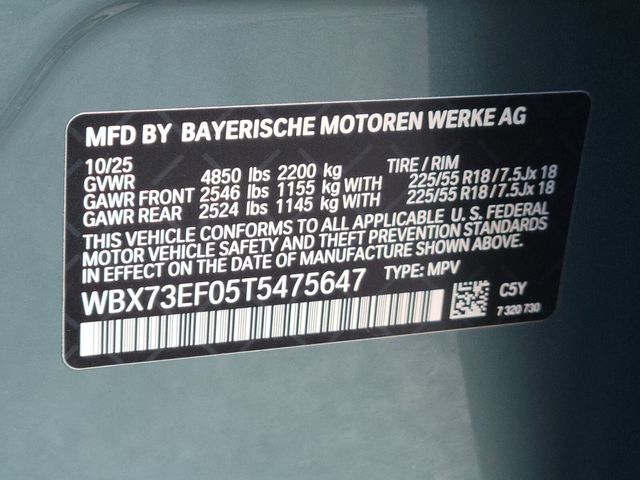 MFD BY BAYERISCHE MOTOREN WERKE AG
10/25
GVWR 4850 lbs 2200 kg TIRE / RIM
GAWR FRONT 2546 lbs 1155 kg WITH 225/55 R18/7.5Jx 18
GAWR REAR 2524 lbs 1145 kg WITH 225/55 R18/7.5Jx 18
THIS VEHICLE CONFORMS TO ALL APPLICABLE U. S. FEDERAL
MOTOR VEHICLE SAFETY AND THEFT PREVENTION STANDARDS
IN EFFECT ON THE DATE OF MANUFACTURE SHOWN ABOVE.
WBX73EF05T5475647 TYPE: MPV
C5Y
7 320 730